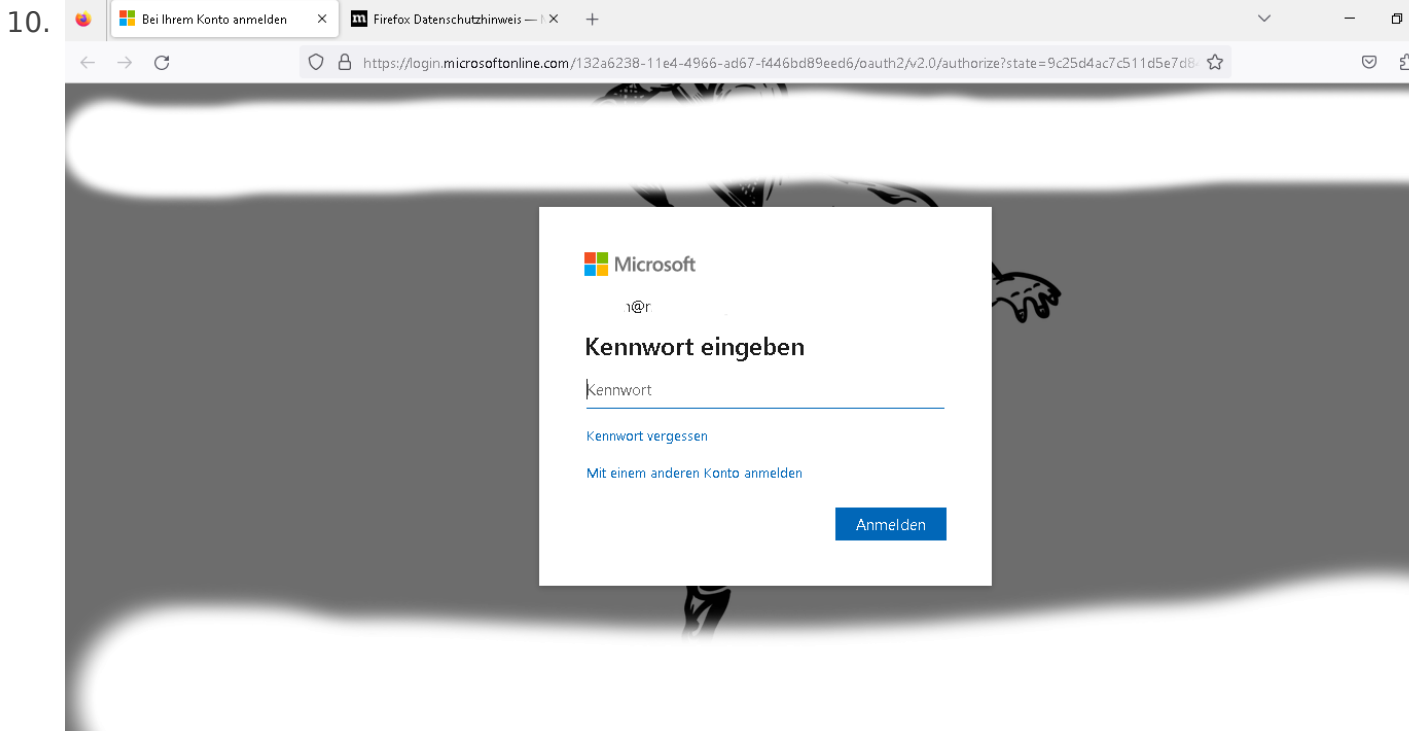 10.
Bei Ihrem Konto anmelden
Firefox Datenschutzhinweis —
https://login.microsoftonline.com/132a6238-11e4-4966-ad67-f446bd89eed6/oauth2/v2.0/authorize?state=9c25d4ac7c511d5e7d8
Microsoft
@r
Kennwort eingeben
Kennwort
Kennwort vergessen
Mit einem anderen Konto anmelden
Anmelden